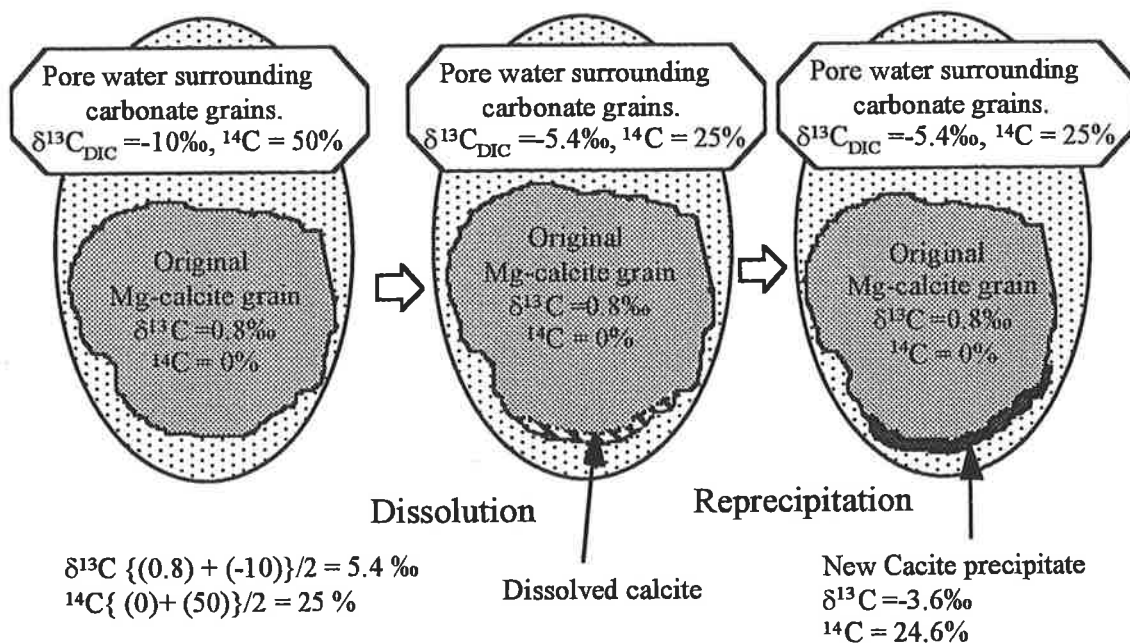 Pore water surrounding
carbonate grains.
δ¹³C_DIC =-10‰, ¹⁴C = 50%
Original
Mg-calcite grain
δ¹³C =0.8‰
¹⁴C = 0%
Pore water surrounding
carbonate grains.
δ¹³C_DIC =-5.4‰, ¹⁴C = 25%
Original
Mg-calcite grain
δ¹³C =0.8‰
¹⁴C = 0%
Pore water surrounding
carbonate grains.
δ¹³C_DIC =-5.4‰, ¹⁴C = 25%
Original
Mg-calcite grain
δ¹³C =0.8‰
¹⁴C = 0%
Dissolution
Reprecipitation
δ¹³C {(0.8) + (-10)}/2 = 5.4 ‰
¹⁴C{ (0)+ (50)}/2 = 25 %
Dissolved calcite
New Cacite precipitate
δ¹³C =-3.6‰
¹⁴C = 24.6%